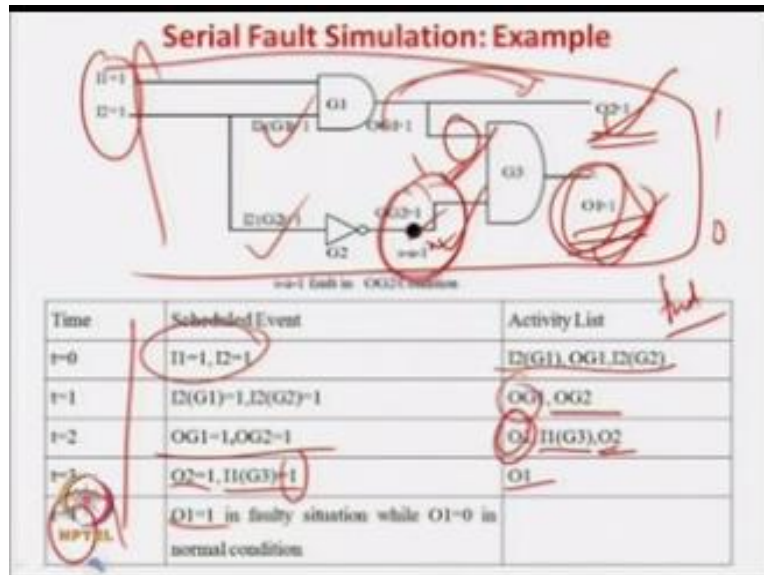 Serial Fault Simulation: Example
I1=1
I2=1
G1
I2(G1)=1
OG1=1
O2=1
1
G3
O1=1
I2(G2)=1
OG2=1
G2
s-a-1
0
s-a-1 fault in OG2
find
Time Scheduled Event Activity List
t=0 I1=1, I2=1 I2(G1), OG1,I2(G2)
t=1 I2(G1)=1,I2(G2)=1 OG1, OG2
t=2 OG1=1,OG2=1 I1(G3),O2
t=3 O2=1, I1(G3)=1 O1
O1=1 in faulty situation while O1=0 in
normal condition
NPTEL